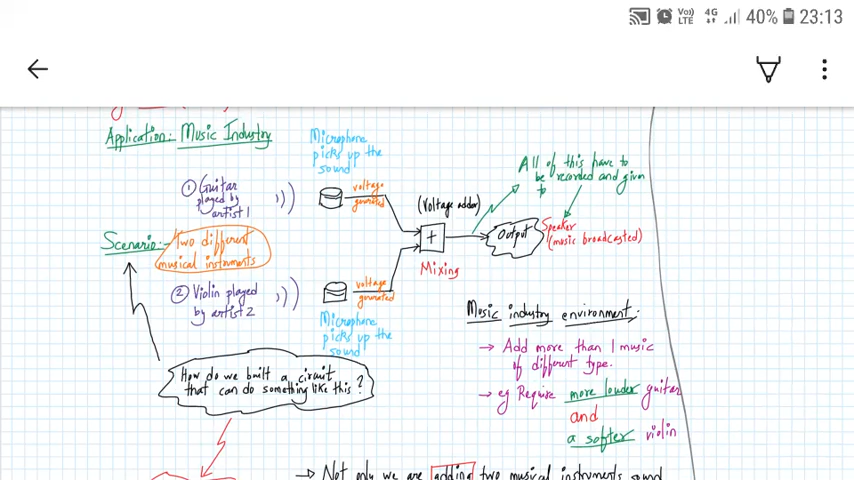 Vo))
LTE
4G
40%
23:13
Application:- Music Industry
Microphone
picks up the
sound
① Guitar
played by
artist 1
voltage
generated
(Voltage adder)
All of this have to
be recorded and given
to
Scenario:-
Two different
musical instruments
+
Mixing
Output
Speaker
(music broadcasted)
② Violin played
by artist 2
voltage
generated
Microphone
picks up the
sound
Music industry environment:-
→ Add more than 1 music
of different type.
→ eg Require more louder guitar
and
a softer violin
How do we built a circuit
that can do something like this?
→ Not only we are adding two musical instruments sound